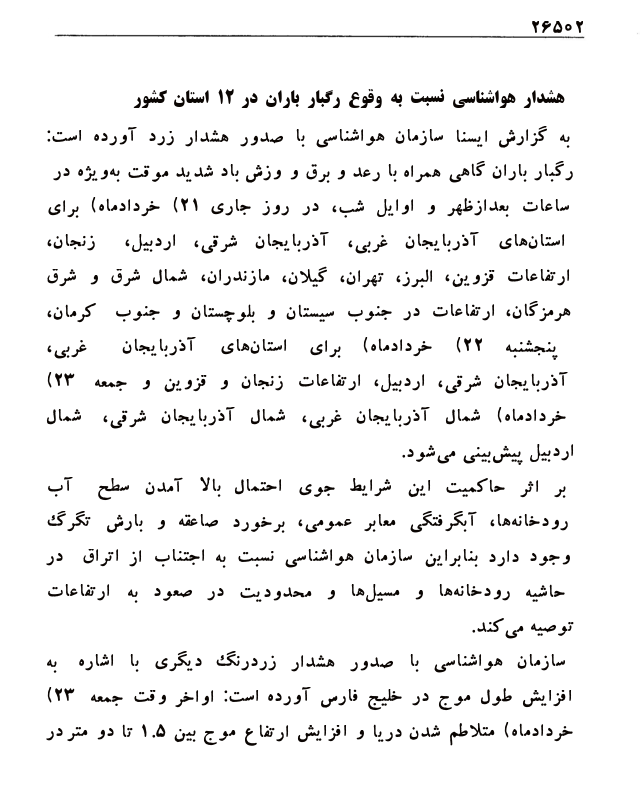 ۲۶۵۰۲
هشدار هواشناسی نسبت به وقوع رگبار باران در ۱۲ استان کشور
به گزارش ایسنا سازمان هواشناسی با صدور هشدار زرد آورده است:
رگبار باران گاهی همراه با رعد و برق و وزش باد شدید موقت به‌ویژه در
ساعات بعدازظهر و اوایل شب، در روز جاری ۲۱) خردادماه) برای
استان‌های آذربایجان غربی، آذربایجان شرقی، اردبیل، زنجان،
ارتفاعات قزوین، البرز، تهران، گیلان، مازندران، شمال شرق و شرق
هرمزگان، ارتفاعات در جنوب سیستان و بلوچستان و جنوب کرمان،
پنجشنبه ۲۲) خردادماه) برای استان‌های آذربایجان غربی،
آذربایجان شرقی، اردبیل، ارتفاعات زنجان و قزوین و جمعه ۲۳)
خردادماه) شمال آذربایجان غربی، شمال آذربایجان شرقی، شمال
اردبیل پیش‌بینی می‌شود.
بر اثر حاکمیت این شرایط جوی احتمال بالا آمدن سطح آب
رودخانه‌ها، آبگرفتگی معابر عمومی، برخورد صاعقه و بارش تگرگ
وجود دارد بنابراین سازمان هواشناسی نسبت به اجتناب از اتراق در
حاشیه رودخانه‌ها و مسیل‌ها و محدودیت در صعود به ارتفاعات
توصیه می‌کند.
سازمان هواشناسی با صدور هشدار زردرنگ دیگری با اشاره به
افزایش طول موج در خلیج فارس آورده است: اواخر وقت جمعه ۲۳)
خردادماه) متلاطم شدن دریا و افزایش ارتفاع موج بین ۱.۵ تا دو متر در